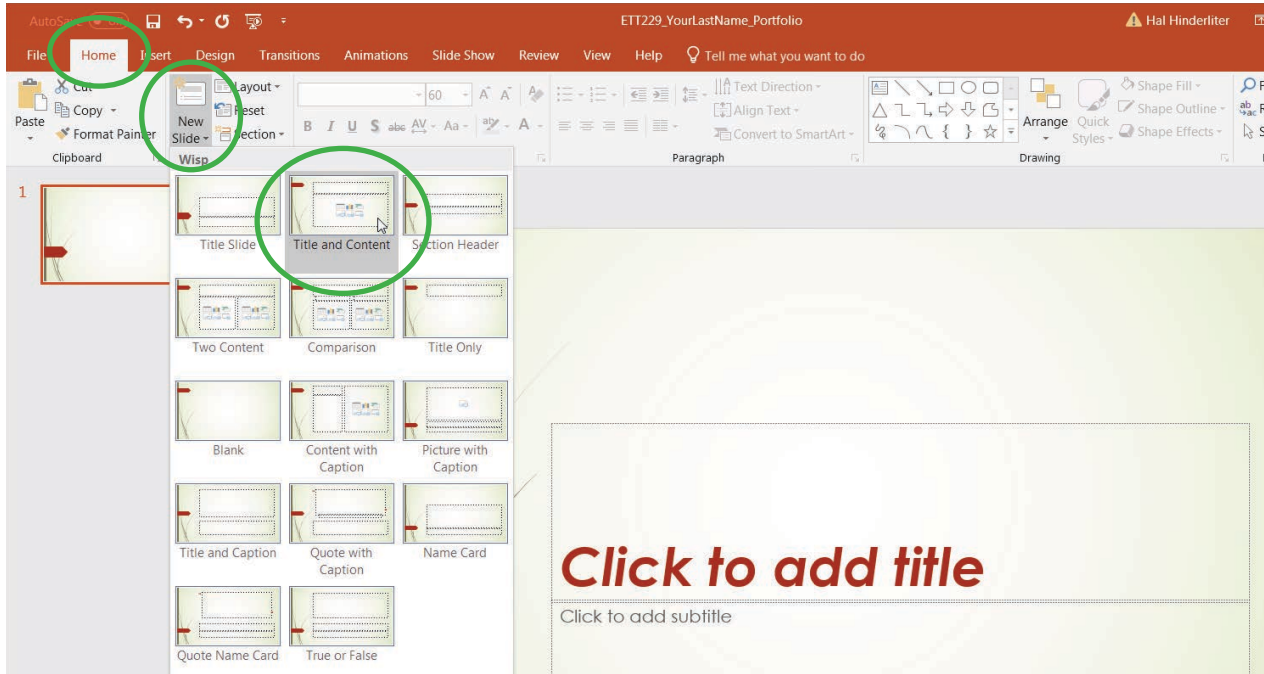 AutoSave Off ETT229_YourLastName_Portfolio Hal Hinderliter
File Home Insert Design Transitions Animations Slide Show Review View Help Tell me what you want to do
Cut Layout 60 A A Text Direction Shape Fill
Paste Copy New Reset Align Text Arrange Quick Shape Outline
Format Painter Slide Section B I U S abc AV Aa A Convert to SmartArt Styles Shape Effects
Clipboard Paragraph Drawing
Wisp
1
Title Slide Title and Content Section Header
Two Content Comparison Title Only
Blank Content with Caption Picture with Caption
Title and Caption Quote with Caption Name Card
Quote Name Card True or False
Click to add title
Click to add subtitle